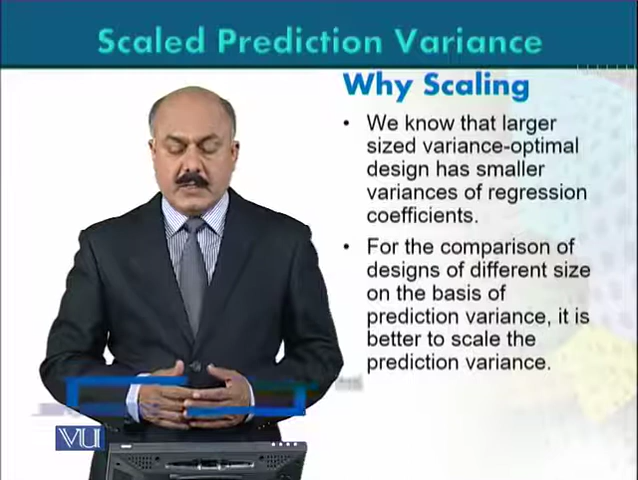 Scaled Prediction Variance
Why Scaling
• We know that larger
sized variance-optimal
design has smaller
variances of regression
coefficients.
• For the comparison of
designs of different size
on the basis of
prediction variance, it is
better to scale the
prediction variance.
VU